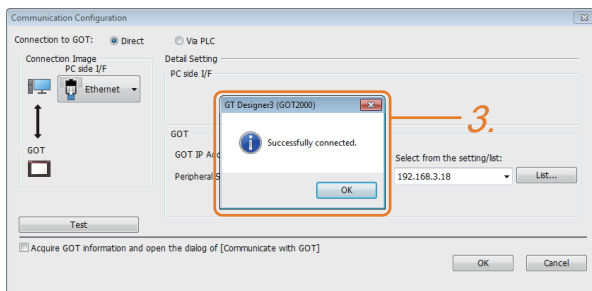 Communication Configuration
Connection to GOT: Direct Via PLC
Connection Image
Detail Setting
PC side I/F
PC side I/F
Ethernet
GT Designer3 (GOT2000)
Successfully connected.
OK
3.
GOT
GOT
GOT IP
Select from the setting/list:
Peripheral
192.168.3.18
List...
Test
Acquire GOT information and open the dialog of [Communicate with GOT]
OK
Cancel